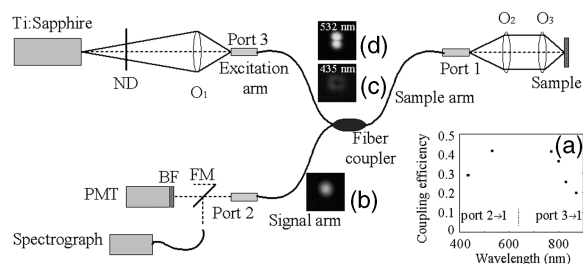 Ti:Sapphire
ND
O1
Port 3
Excitation arm
532 nm
(d)
435 nm
(c)
O2
O3
Port 1
Sample
Sample arm
Fiber coupler
PMT
BF
FM
Port 2
(b)
Signal arm
Spectrograph
(a)
Coupling efficiency
0.5
0.4
0.3
0.2
0.1
0
port 2→1
port 3→1
400
600
800
Wavelength (nm)